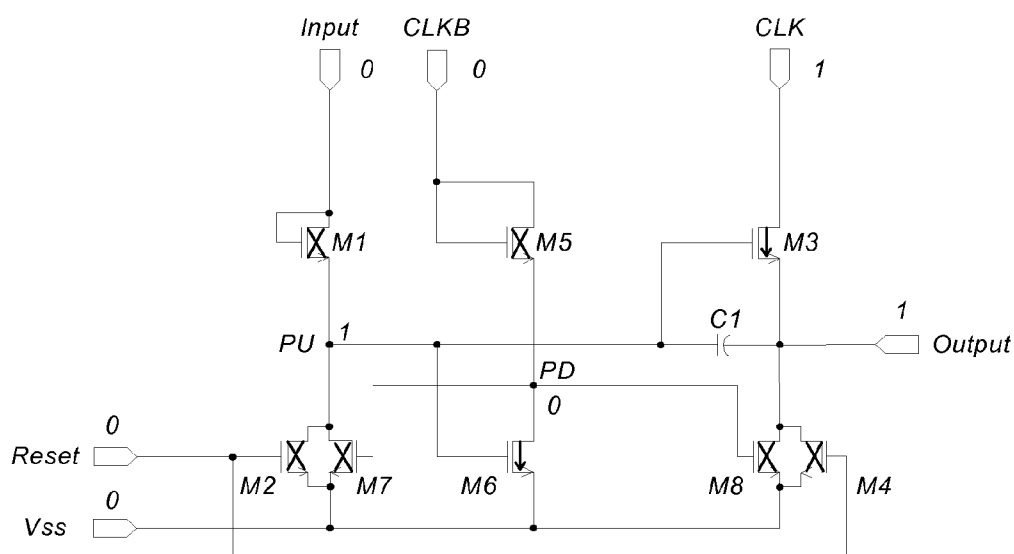 Input CLKB CLK
0 0 1
M1 M5 M3
C1 1
PU 1 Output
PD
0
0
Reset M2 M7 M6 M8 M4
0
Vss